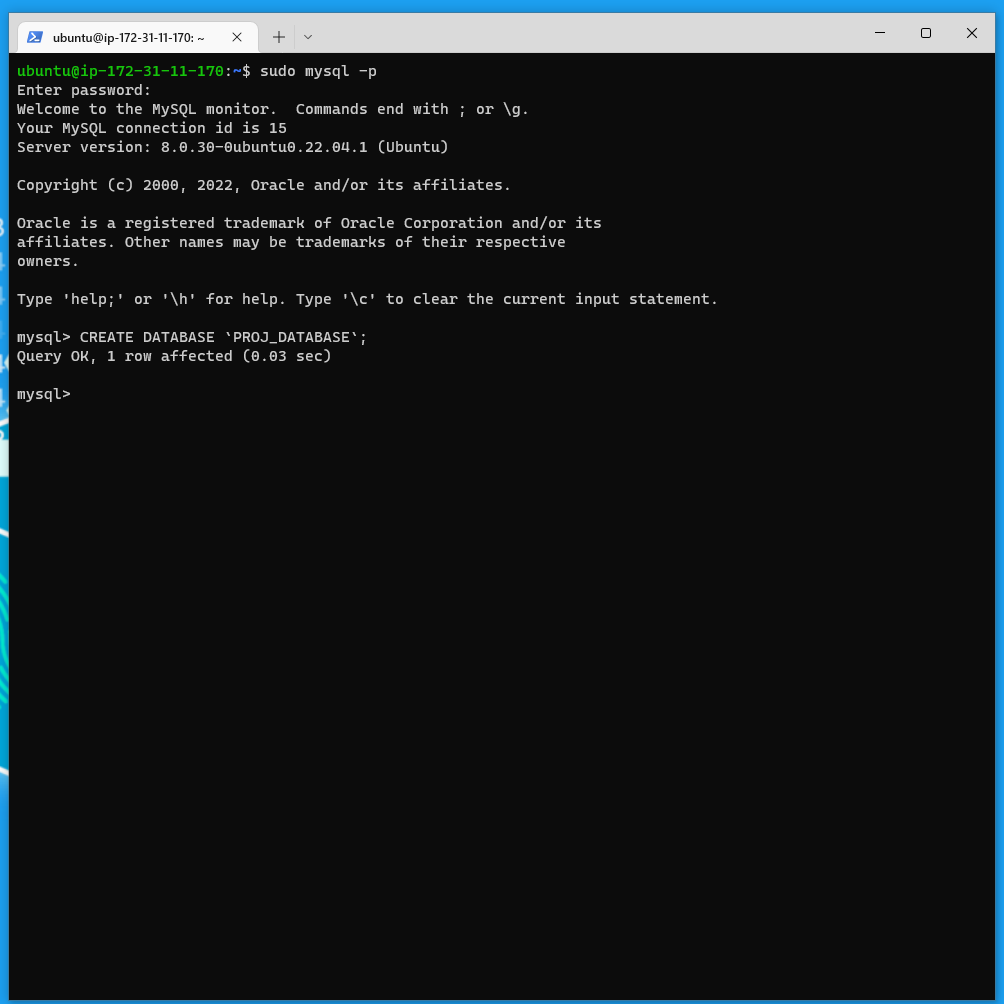 ubuntu@ip-172-31-11-170: ~
ubuntu@ip-172-31-11-170:~$ sudo mysql -p
Enter password:
Welcome to the MySQL monitor.  Commands end with ; or \g.
Your MySQL connection id is 15
Server version: 8.0.30-0ubuntu0.22.04.1 (Ubuntu)

Copyright (c) 2000, 2022, Oracle and/or its affiliates.

Oracle is a registered trademark of Oracle Corporation and/or its
affiliates. Other names may be trademarks of their respective
owners.

Type 'help;' or '\h' for help. Type '\c' to clear the current input statement.

mysql> CREATE DATABASE `PROJ_DATABASE`;
Query OK, 1 row affected (0.03 sec)

mysql>